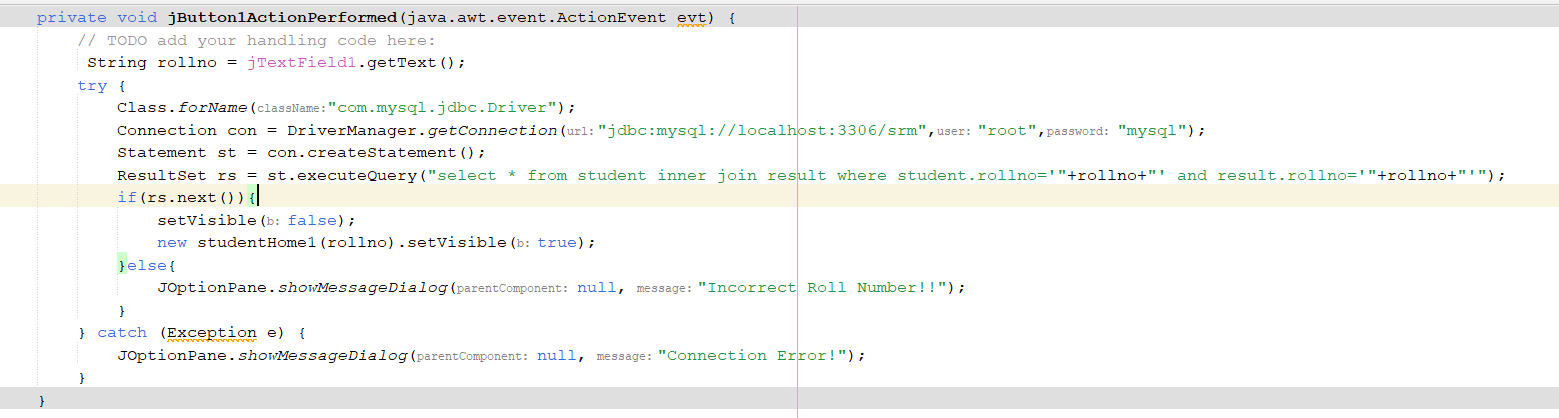 private void jButton1ActionPerformed(java.awt.event.ActionEvent evt) {
// TODO add your handling code here:
String rollno = jTextField1.getText();
try {
Class.forName(className:"com.mysql.jdbc.Driver");
Connection con = DriverManager.getConnection(url:"jdbc:mysql://localhost:3306/srm",user: "root",password: "mysql");
Statement st = con.createStatement();
ResultSet rs = st.executeQuery("select * from student inner join result where student.rollno='"+rollno+"' and result.rollno='"+rollno+"'");
if(rs.next()){
setVisible(b: false);
new studentHome1(rollno).setVisible(b: true);
}else{
JOptionPane.showMessageDialog(parentComponent: null, message: "Incorrect Roll Number!!");
}
} catch (Exception e) {
JOptionPane.showMessageDialog(parentComponent: null, message: "Connection Error!");
}
}